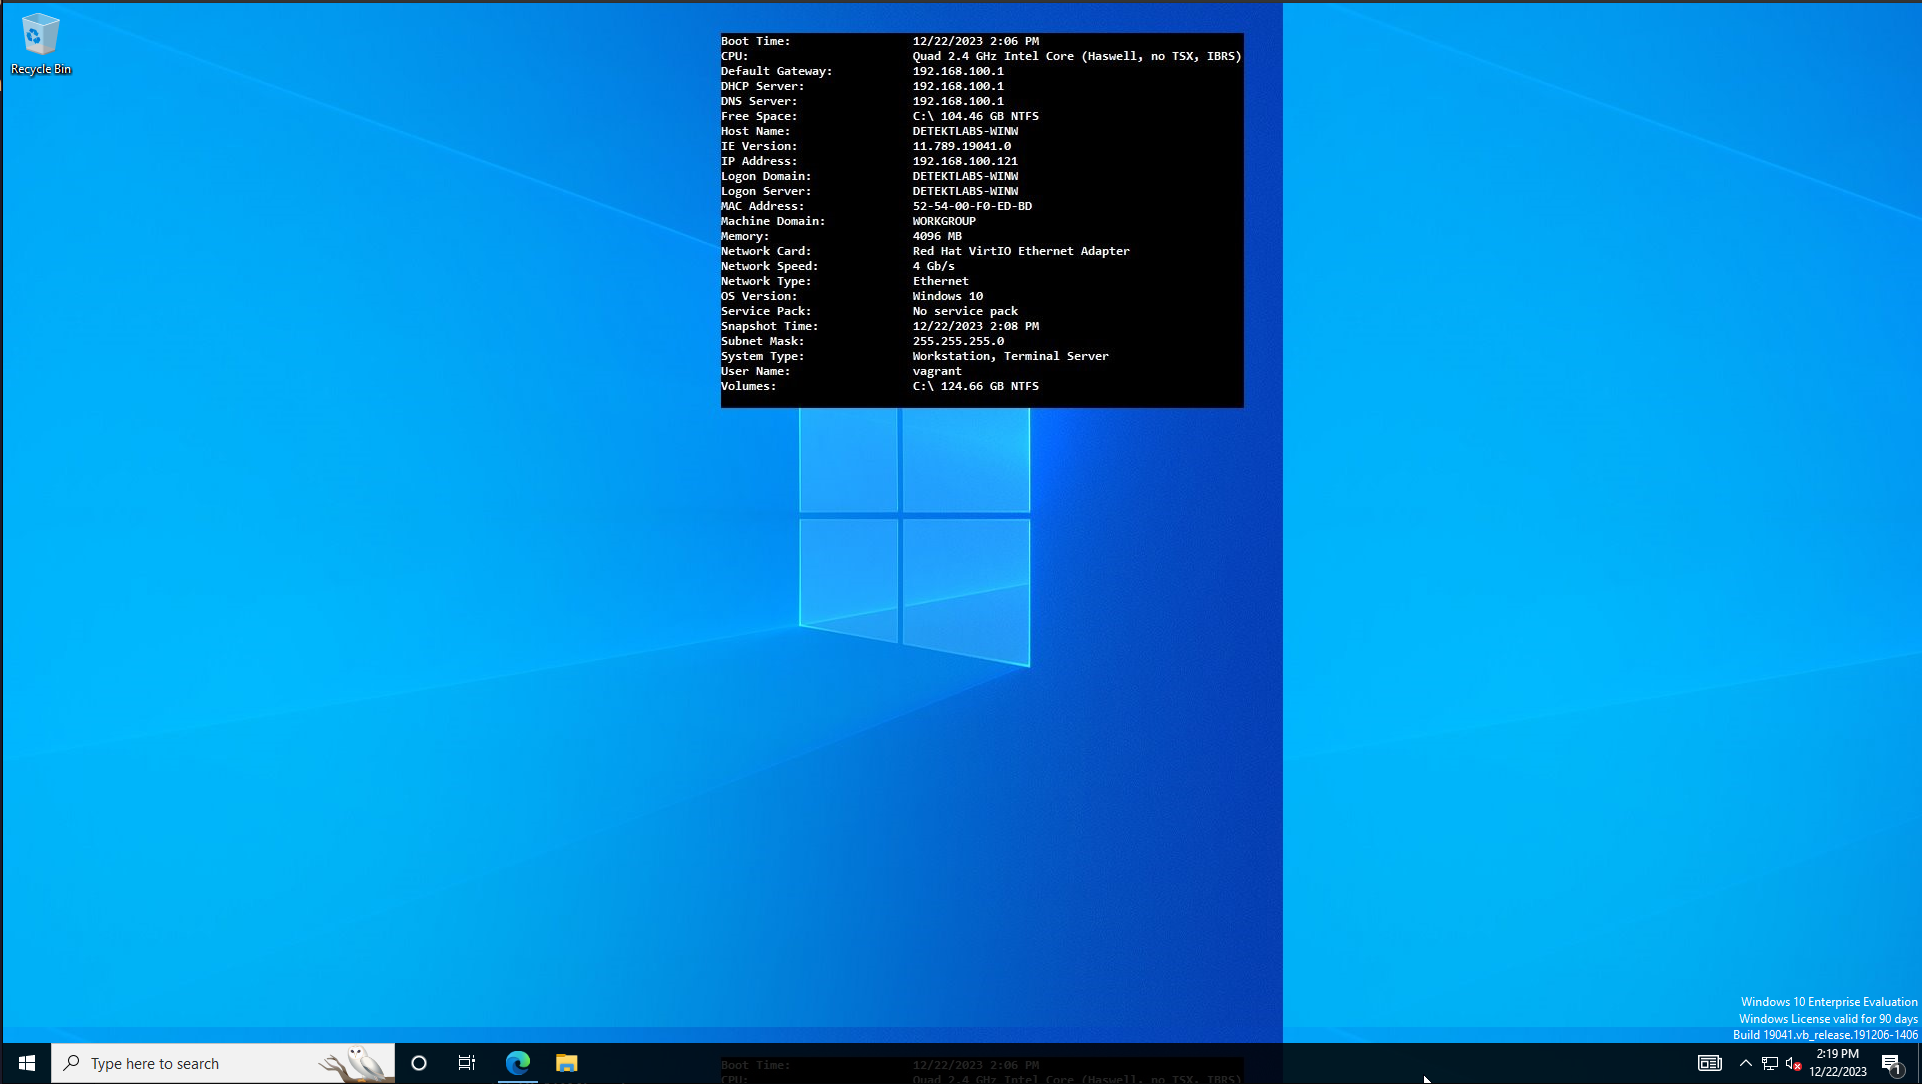 Recycle Bin
Boot Time: 12/22/2023 2:06 PM
CPU: Quad 2.4 GHz Intel Core (Haswell, no TSX, IBRS)
Default Gateway: 192.168.100.1
DHCP Server: 192.168.100.1
DNS Server: 192.168.100.1
Free Space: C:\ 104.46 GB NTFS
Host Name: DETEKTLABS-WINW
IE Version: 11.789.19041.0
IP Address: 192.168.100.121
Logon Domain: DETEKTLABS-WINW
Logon Server: DETEKTLABS-WINW
MAC Address: 52-54-00-F0-ED-BD
Machine Domain: WORKGROUP
Memory: 4096 MB
Network Card: Red Hat VirtIO Ethernet Adapter
Network Speed: 4 Gb/s
Network Type: Ethernet
OS Version: Windows 10
Service Pack: No service pack
Snapshot Time: 12/22/2023 2:08 PM
Subnet Mask: 255.255.255.0
System Type: Workstation, Terminal Server
User Name: vagrant
Volumes: C:\ 124.66 GB NTFS
Windows 10 Enterprise Evaluation
Windows License valid for 90 days
Build 19041.vb_release.191206-1406
Type here to search
Boot Time: 12/22/2023 2:06 PM
CPU: Quad 2.4 GHz Intel Core (Haswell, no TSX, IBRS)
2:19 PM
12/22/2023
1